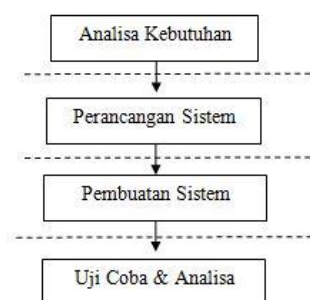 Analisa Kebutuhan
Perancangan Sistem
Pembuatan Sistem
Uji Coba & Analisa